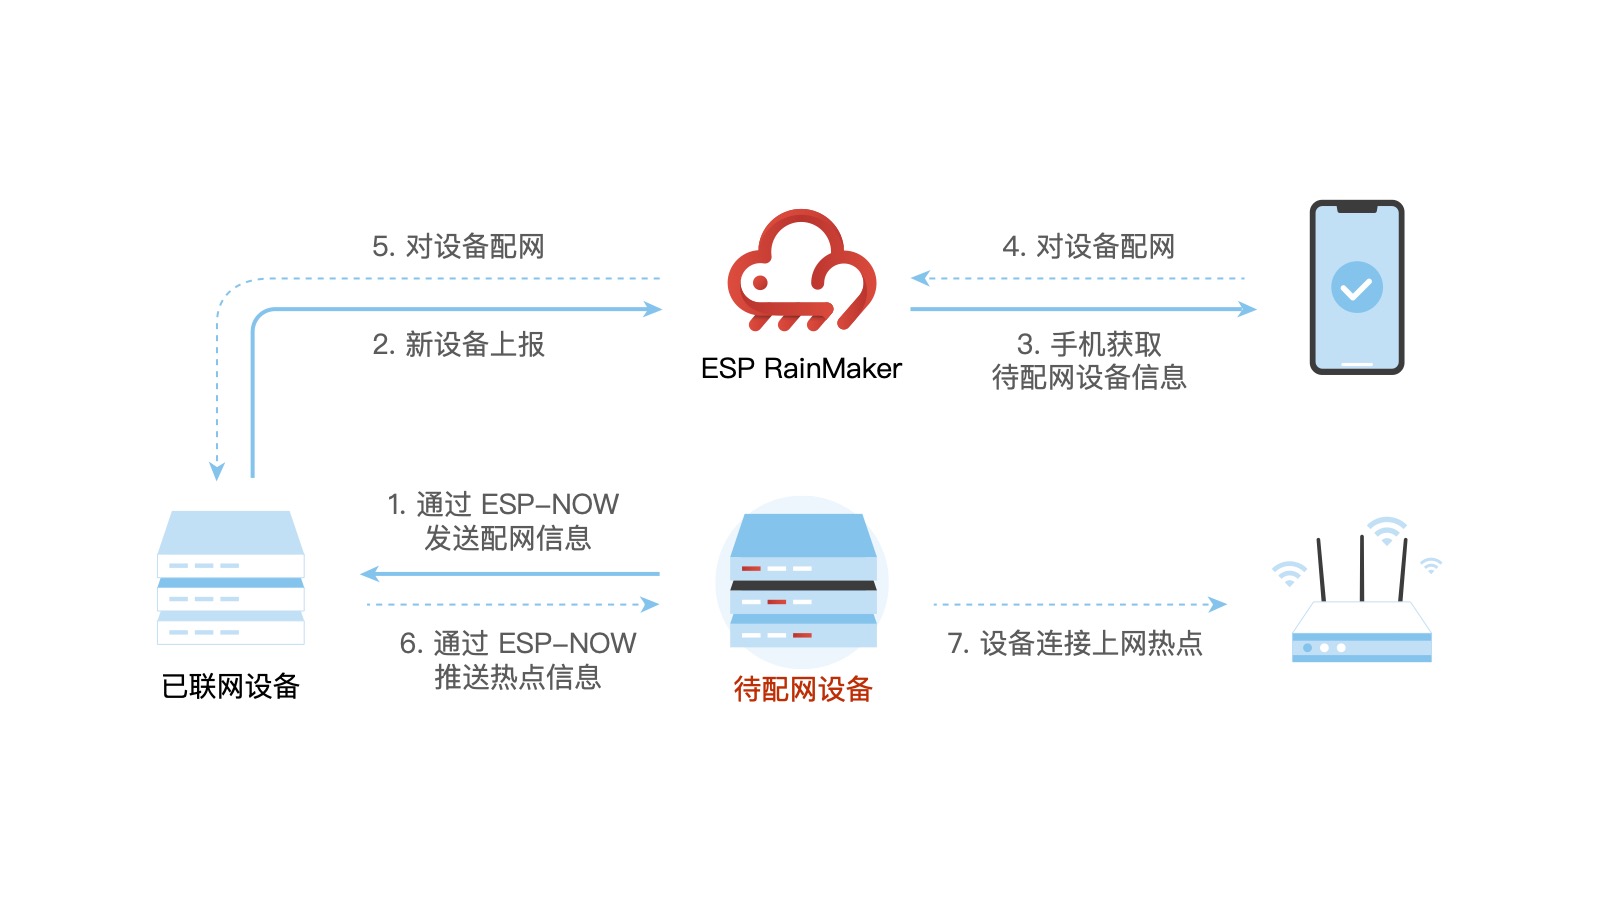 5. 对设备配网
4. 对设备配网
2. 新设备上报
3. 手机获取
待配网设备信息
ESP RainMaker
1. 通过 ESP-NOW
发送配网信息
6. 通过 ESP-NOW
推送热点信息
7. 设备连接上网热点
已联网设备
待配网设备